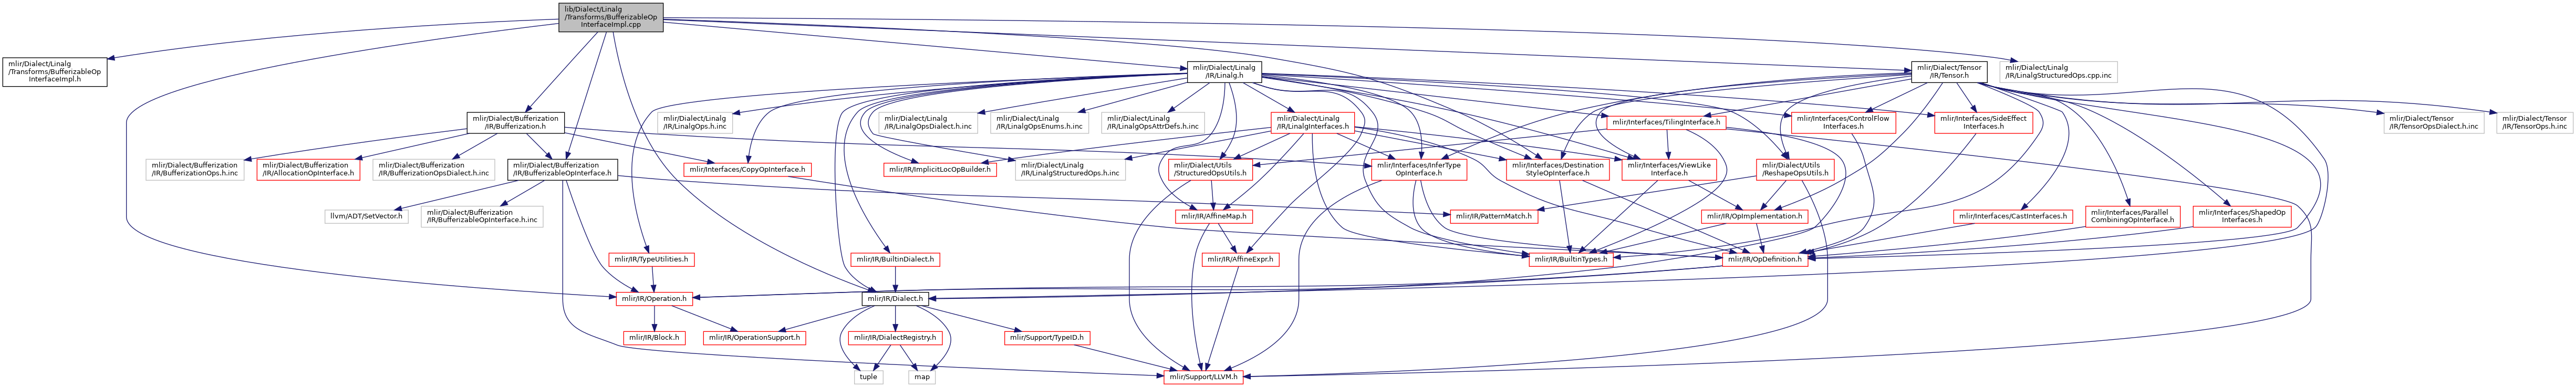 lib/Dialect/Linalg
/Transforms/BufferizableOp
InterfaceImpl.cpp
mlir/Dialect/Linalg
/Transforms/BufferizableOp
InterfaceImpl.h
mlir/Dialect/Linalg
/IR/Linalg.h
mlir/Dialect/Tensor
/IR/Tensor.h
mlir/Dialect/Linalg
/IR/LinalgStructuredOps.cpp.inc
mlir/Dialect/Bufferization
/IR/Bufferization.h
mlir/Dialect/Linalg
/IR/LinalgOps.h.inc
mlir/Dialect/Linalg
/IR/LinalgOpsDialect.h.inc
mlir/Dialect/Linalg
/IR/LinalgOpsEnums.h.inc
mlir/Dialect/Linalg
/IR/LinalgOpsAttrDefs.h.inc
mlir/Dialect/Linalg
/IR/LinalgInterfaces.h
mlir/Interfaces/TilingInterface.h
mlir/Interfaces/ControlFlow
Interfaces.h
mlir/Interfaces/SideEffect
Interfaces.h
mlir/Dialect/Tensor
/IR/TensorOpsDialect.h.inc
mlir/Dialect/Tensor
/IR/TensorOps.h.inc
mlir/Dialect/Bufferization
/IR/BufferizationOps.h.inc
mlir/Dialect/Bufferization
/IR/AllocationOpInterface.h
mlir/Dialect/Bufferization
/IR/BufferizationOpsDialect.h.inc
mlir/Dialect/Bufferization
/IR/BufferizableOpInterface.h
mlir/Interfaces/CopyOpInterface.h
mlir/IR/ImplicitLocOpBuilder.h
mlir/Dialect/Linalg
/IR/LinalgStructuredOps.h.inc
mlir/Dialect/Utils
/StructuredOpsUtils.h
mlir/Interfaces/InferType
OpInterface.h
mlir/Interfaces/Destination
StyleOpInterface.h
mlir/Interfaces/ViewLike
Interface.h
mlir/Dialect/Utils
/ReshapeOpsUtils.h
llvm/ADT/SetVector.h
mlir/Dialect/Bufferization
/IR/BufferizableOpInterface.h.inc
mlir/IR/AffineMap.h
mlir/IR/PatternMatch.h
mlir/IR/OpImplementation.h
mlir/Interfaces/CastInterfaces.h
mlir/Interfaces/Parallel
CombiningOpInterface.h
mlir/Interfaces/ShapedOp
Interfaces.h
mlir/IR/TypeUtilities.h
mlir/IR/BuiltinDialect.h
mlir/IR/AffineExpr.h
mlir/IR/BuiltinTypes.h
mlir/IR/OpDefinition.h
mlir/IR/Operation.h
mlir/IR/Dialect.h
mlir/IR/Block.h
mlir/IR/OperationSupport.h
mlir/IR/DialectRegistry.h
mlir/Support/TypeID.h
tuple
map
mlir/Support/LLVM.h